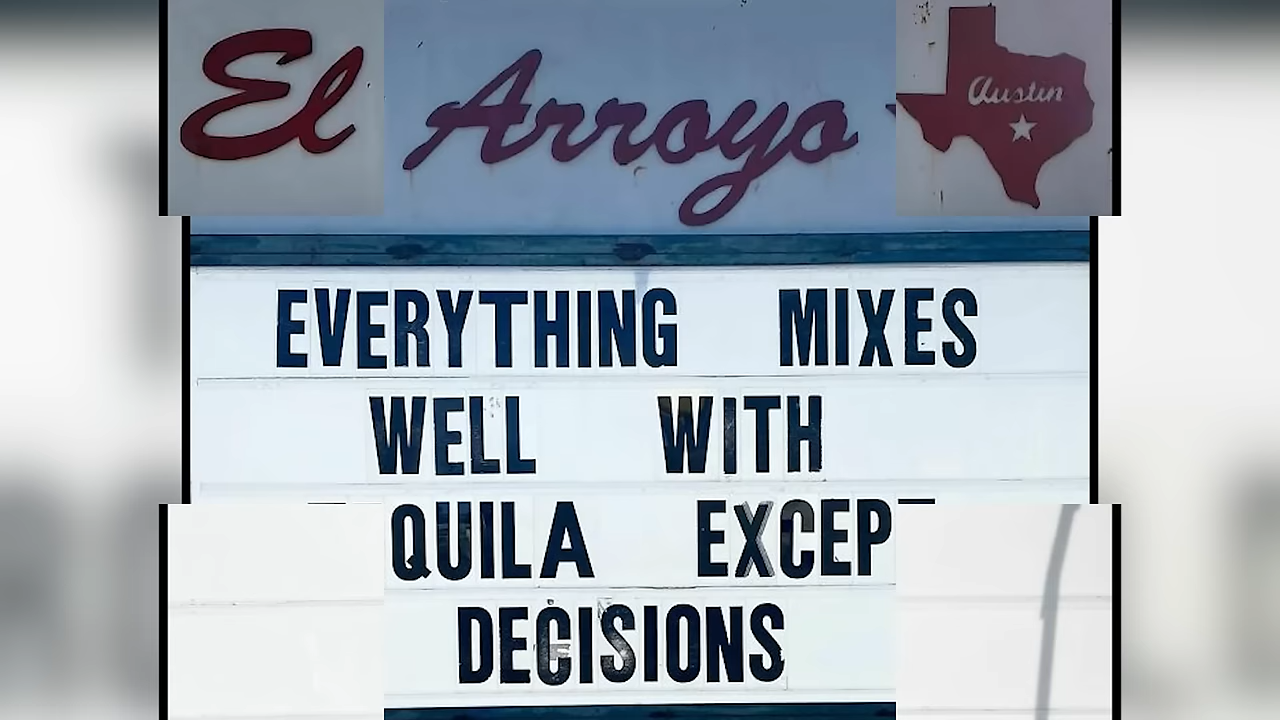 El Arroyo Austin
EVERYTHING MIXES
WELL WITH
QUILA EXCEP
DECISIONS